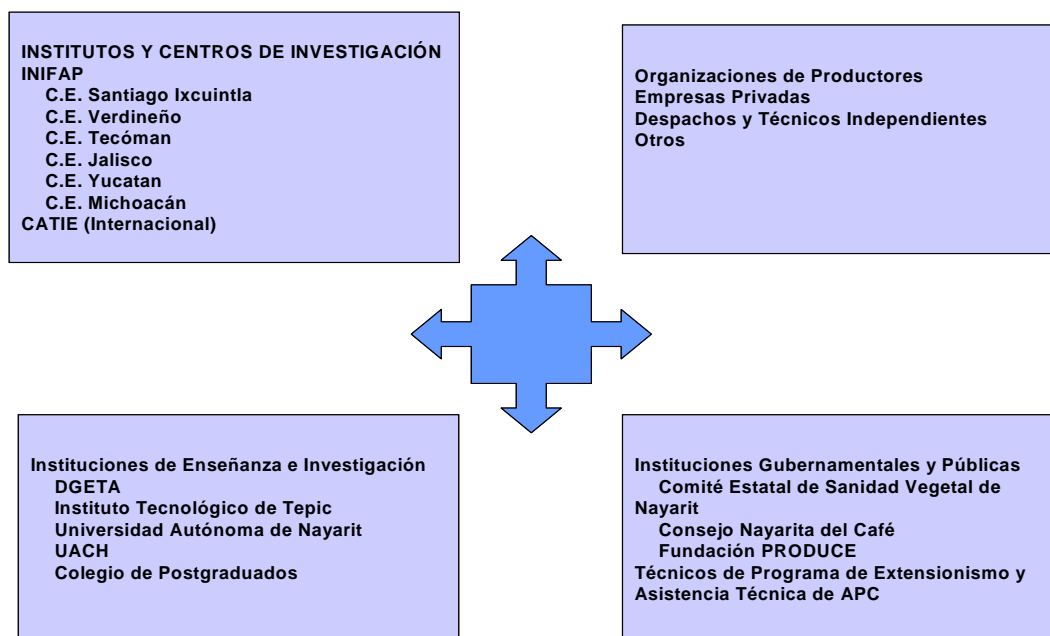 INSTITUTOS Y CENTROS DE INVESTIGACIÓN
INIFAP
C.E. Santiago Ixcuintla
C.E. Verdineño
C.E. Tecóman
C.E. Jalisco
C.E. Yucatan
C.E. Michoacán
CATIE (Internacional)
Organizaciones de Productores
Empresas Privadas
Despachos y Técnicos Independientes
Otros
Instituciones de Enseñanza e Investigación
DGETA
Instituto Tecnológico de Tepic
Universidad Autónoma de Nayarit
UACH
Colegio de Postgraduados
Instituciones Gubernamentales y Públicas
Comité Estatal de Sanidad Vegetal de
Nayarit
Consejo Nayarita del Café
Fundación PRODUCE
Técnicos de Programa de Extensionismo y
Asistencia Técnica de APC